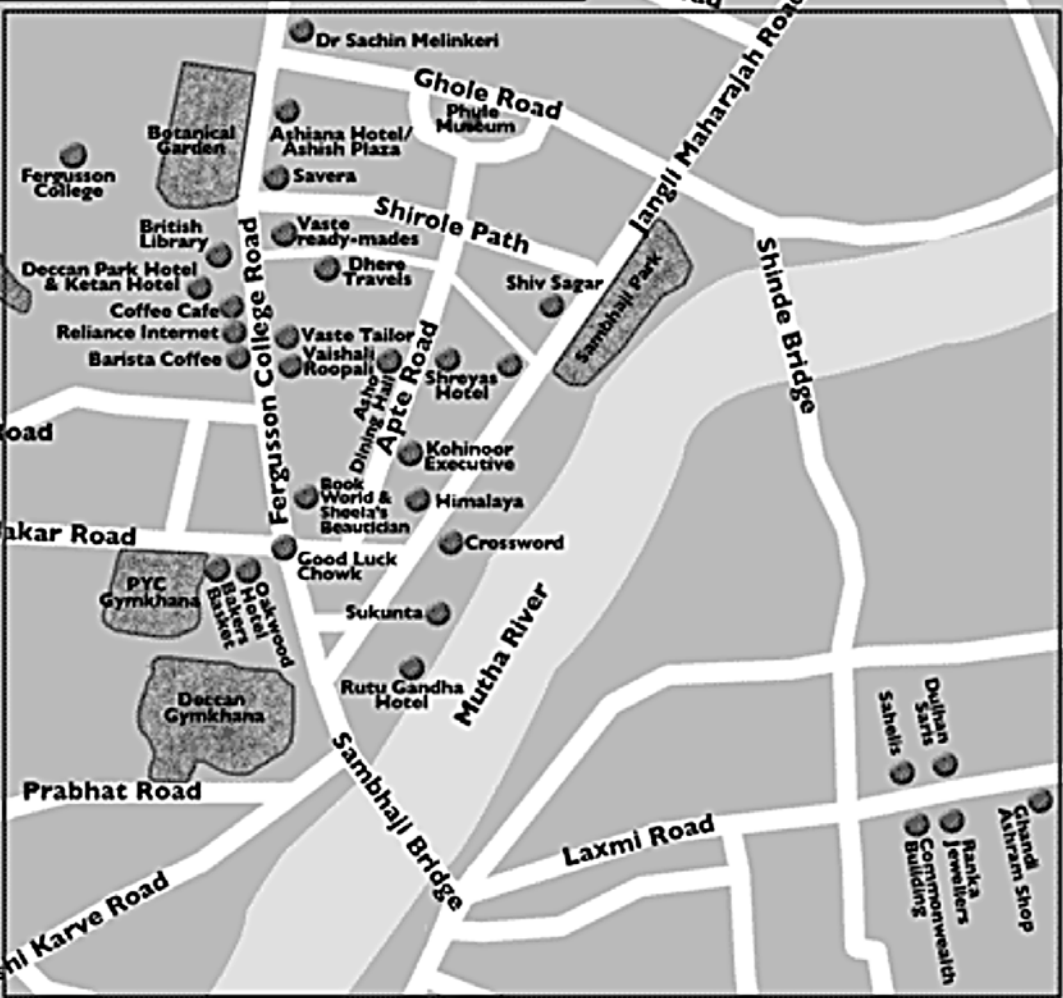 Dr Sachin Melinkeri
Ghole Road
Jangli Maharajah Road
Phule
Museum
Botanical
Garden
Ashiana Hotel/
Ashish Plaza
Fergusson
College
Savera
Shirole Path
British
Library
Vaste
ready-mades
Deccan Park Hotel
& Ketan Hotel
Dhere
Travels
Shiv Sagar
Sambhaji Park
Shinde Bridge
Coffee Cafe
Reliance Internet
Barista Coffee
Fergusson College Road
Vaste Tailor
Vaishali
Roopali
Asho
Dining Hall
Apte Road
Shreyas
Hotel
oad
Kohinoor
Executive
Book
World &
Sheela's
Beautician
Himalaya
akar Road
Good Luck
Chowk
Crossword
PYC
Gymkhana
Bakers
Basket
Oakwood
Hotel
Sukunta
Mutha River
Rutu Gandha
Hotel
Deccan
Gymkhana
Sahelis
Dulhan
Saris
Prabhat Road
Sambhaji Bridge
Laxmi Road
Commonwealth
Building
Ranka
Jewellers
Ghandi
Ashram Shop
hi Karve Road